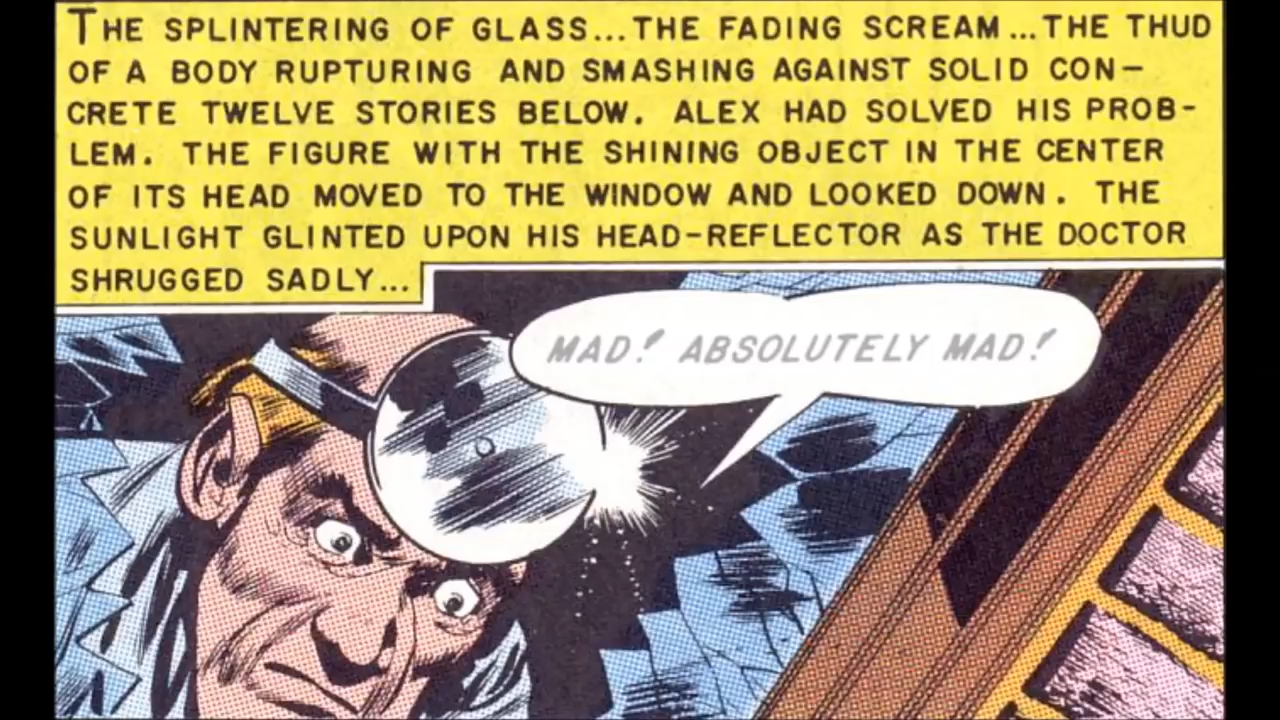 THE SPLINTERING OF GLASS...THE FADING SCREAM...THE THUD
OF A BODY RUPTURING AND SMASHING AGAINST SOLID CON-
CRETE TWELVE STORIES BELOW. ALEX HAD SOLVED HIS PROB-
LEM. THE FIGURE WITH THE SHINING OBJECT IN THE CENTER
OF ITS HEAD MOVED TO THE WINDOW AND LOOKED DOWN. THE
SUNLIGHT GLINTED UPON HIS HEAD-REFLECTOR AS THE DOCTOR
SHRUGGED SADLY...
MAD! ABSOLUTELY MAD!